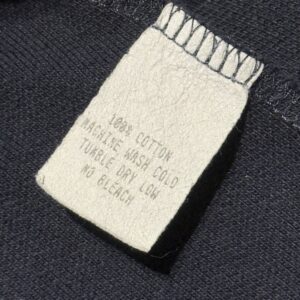 100% COTTON
MACHINE WASH COLD
TUMBLE DRY LOW
NO BLEACH